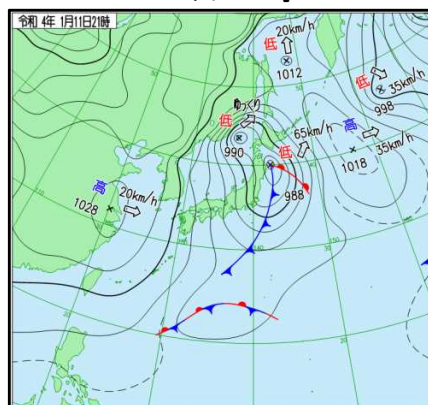 令和 4年 1月11日21時
20km/h
低
1012
低
35km/h
998
ゆっくり
低
990
65km/h
低
988
高
35km/h
1018
高
20km/h
1028